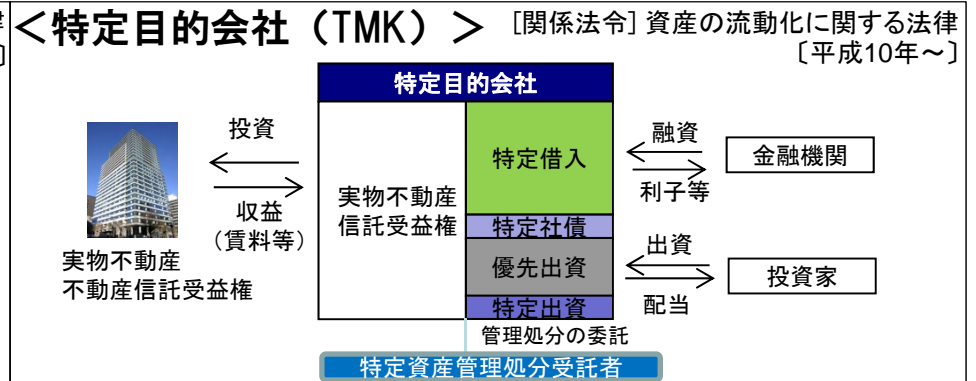 律
]
＜特定目的会社（TMK）＞
［関係法令］資産の流動化に関する法律
〔平成10年～〕
特定目的会社
投資
収益
（賃料等）
実物不動産
不動産信託受益権
実物不動産
信託受益権
特定借入
特定社債
優先出資
特定出資
融資
利子等
金融機関
出資
配当
投資家
管理処分の委託
特定資産管理処分受託者